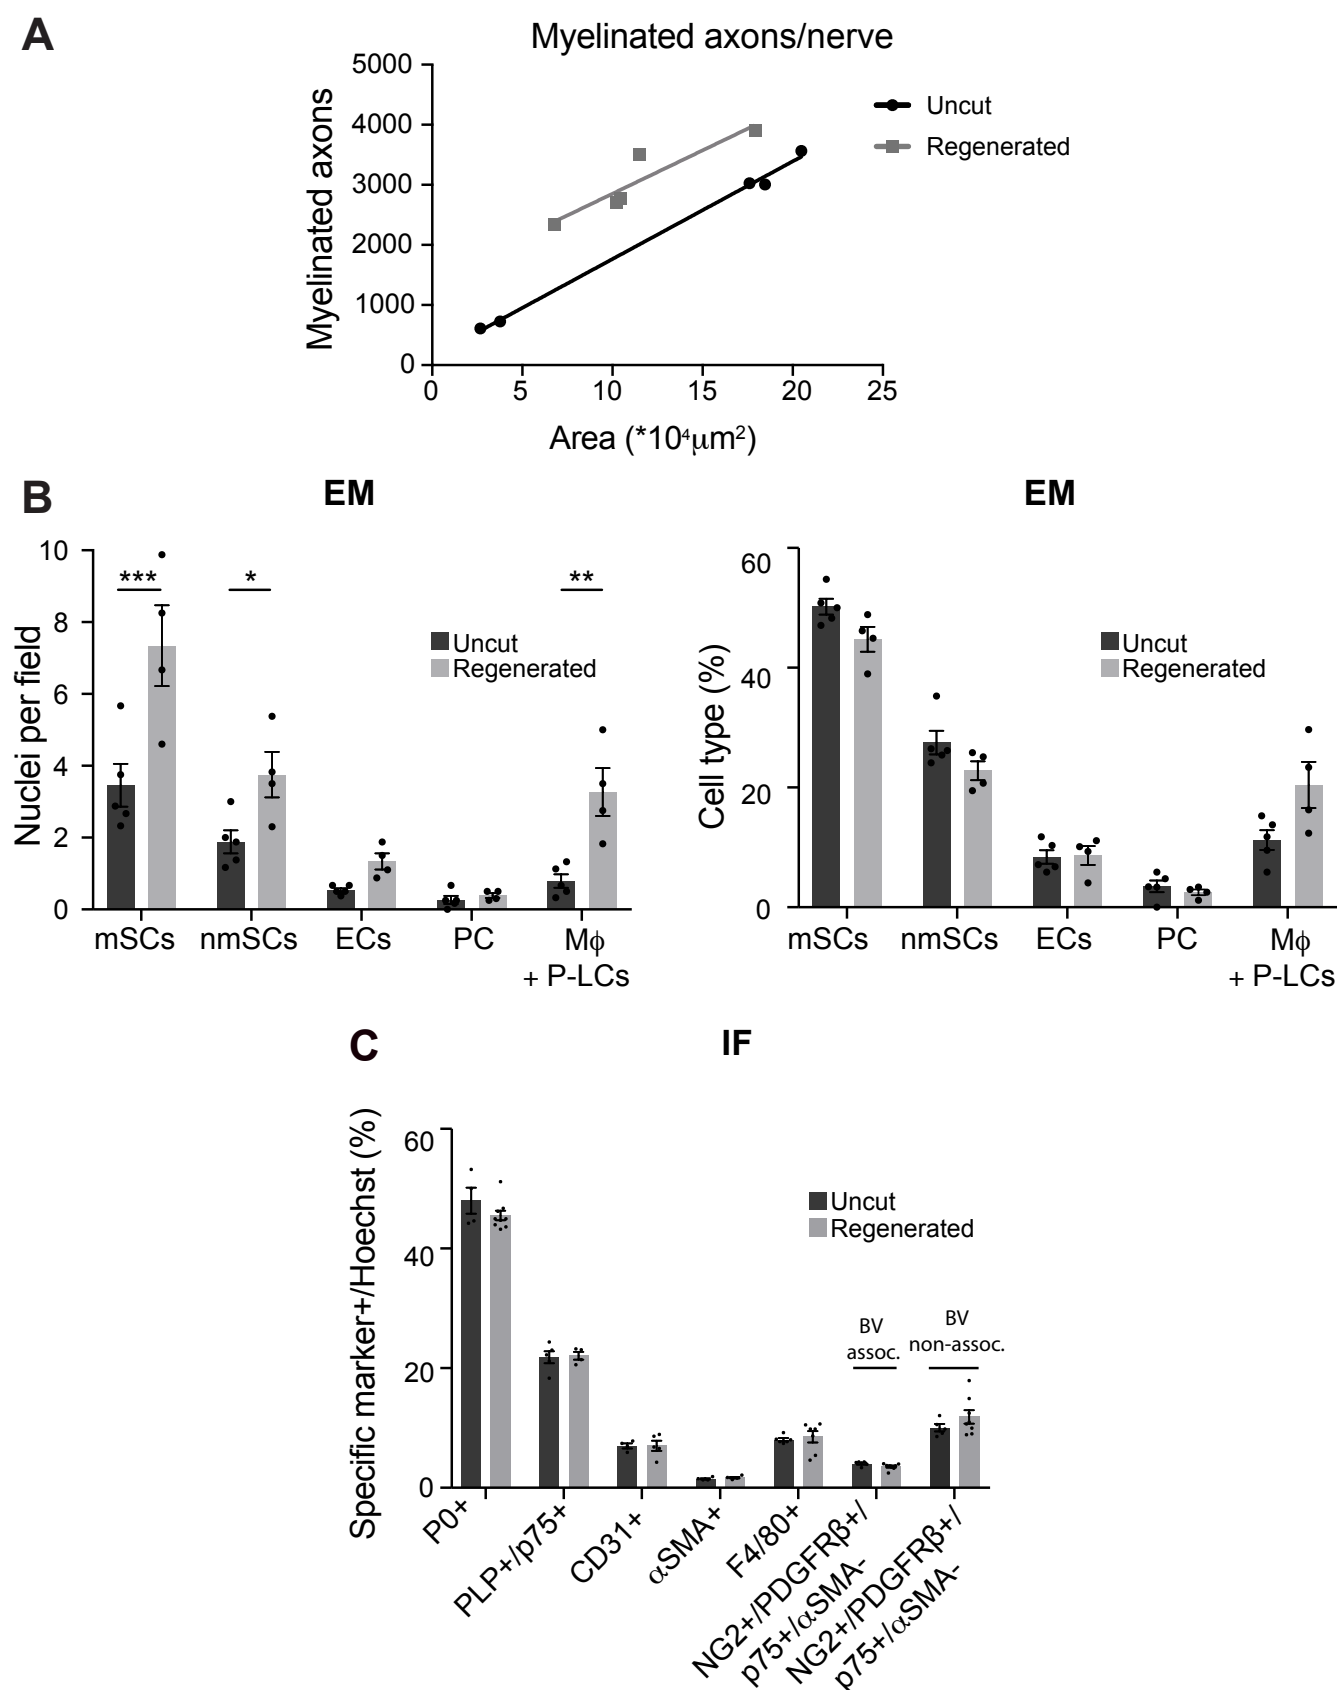 A
Myelinated axons/nerve
5000
4000
3000
2000
1000
0
Myelinated axons
Uncut
Regenerated
0 5 10 15 20 25
Area (*10⁴μm²)
B
EM
10
8
6
4
2
0
Nuclei per field
*** * **
Uncut
Regenerated
mSCs nmSCs ECs PC Mϕ
+ P-LCs
EM
60
40
20
0
Cell type (%)
Uncut
Regenerated
mSCs nmSCs ECs PC Mϕ
+ P-LCs
C
IF
60
40
20
0
Specific marker+/Hoechst (%)
Uncut
Regenerated
BV
assoc.
BV
non-assoc.
P0+
PLP+/p75+
CD31+
αSMA+
F4/80+
NG2+/PDGFRβ+/
p75+/αSMA-
NG2+/PDGFRβ+/
p75+/αSMA-